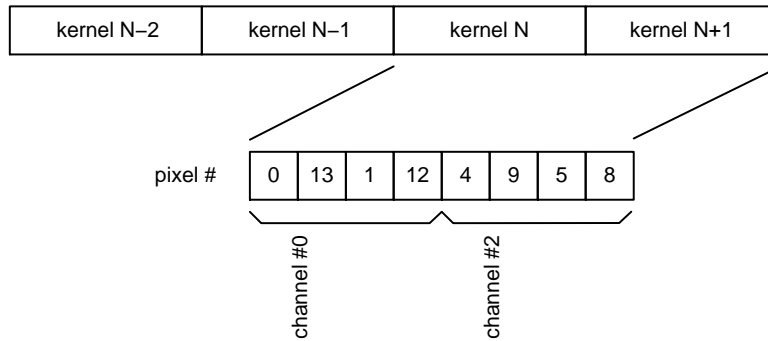 kernel N−2 kernel N−1 kernel N kernel N+1
pixel # 0 13 1 12 4 9 5 8
channel #0
channel #2